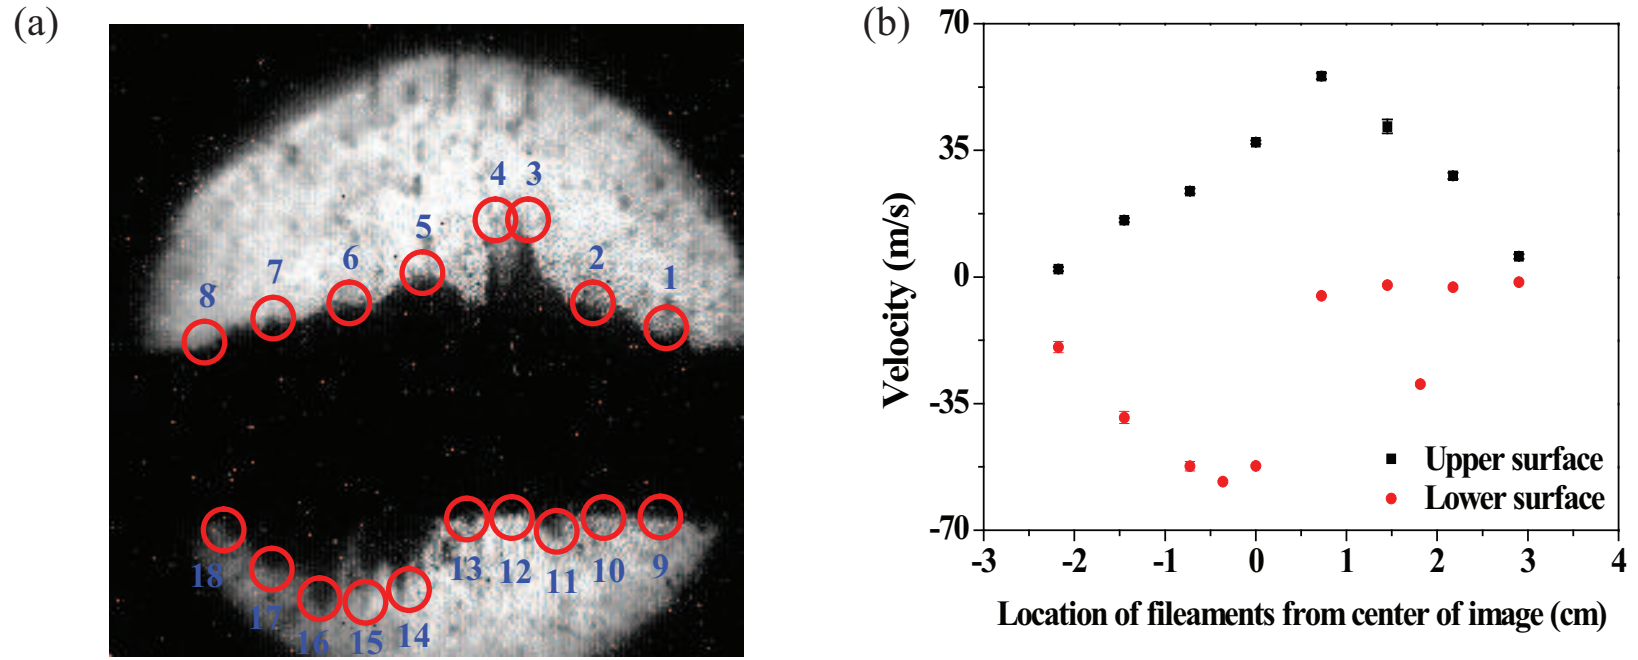 (a)
4 3
5
6
2
7
1
8
18
13 12 11 10 9
17
16 15 14
(b)
70
35
0
-35
-70
-3 -2 -1 0 1 2 3 4
Velocity (m/s)
Upper surface
Lower surface
Location of fileaments from center of image (cm)